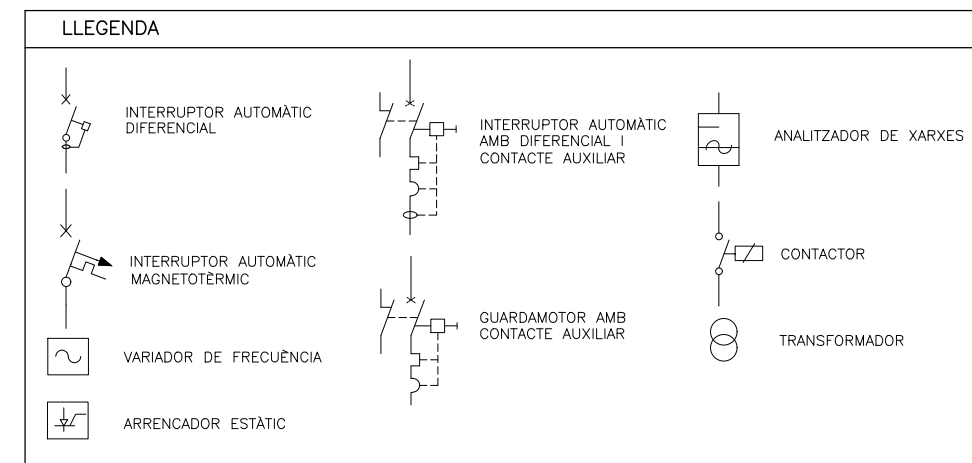 LLEGENDA
INTERRUPTOR AUTOMÀTIC
DIFERENCIAL
INTERRUPTOR AUTOMÀTIC
MAGNETOTÈRMIC
VARIADOR DE FRECUÈNCIA
ARRENCADOR ESTÀTIC
INTERRUPTOR AUTOMÀTIC
AMB DIFERENCIAL I
CONTACTE AUXILIAR
GUARDAMOTOR AMB
CONTACTE AUXILIAR
ANALITZADOR DE XARXES
CONTACTOR
TRANSFORMADOR